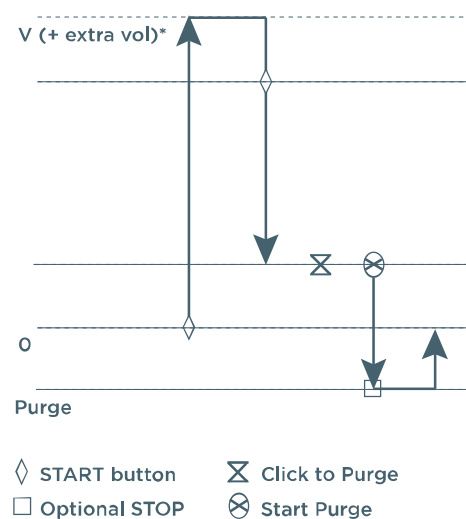 V (+ extra vol)*
0
Purge
START button
Click to Purge
Optional STOP
Start Purge